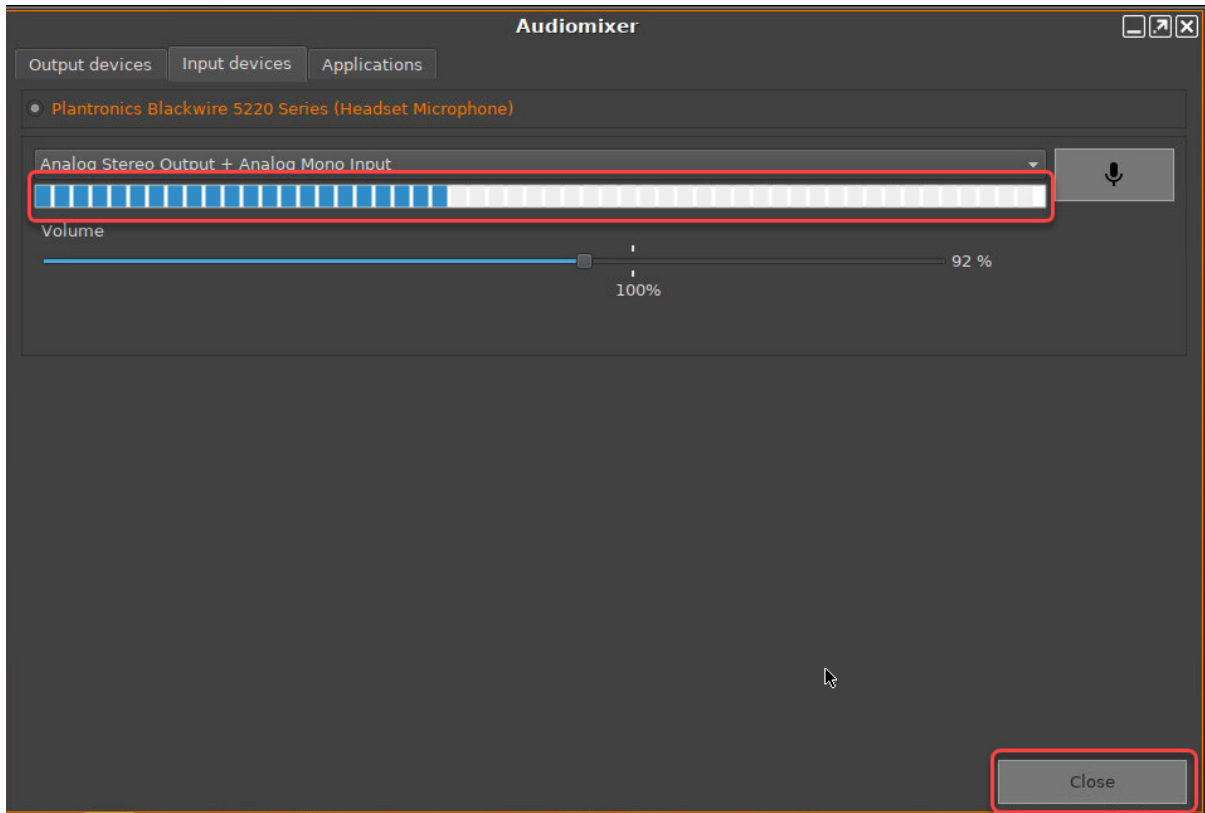 Audiomixer
Output devices Input devices Applications
Plantronics Blackwire 5220 Series (Headset Microphone)
Analog Stereo Output + Analog Mono Input
Volume
92 %
100%
Close